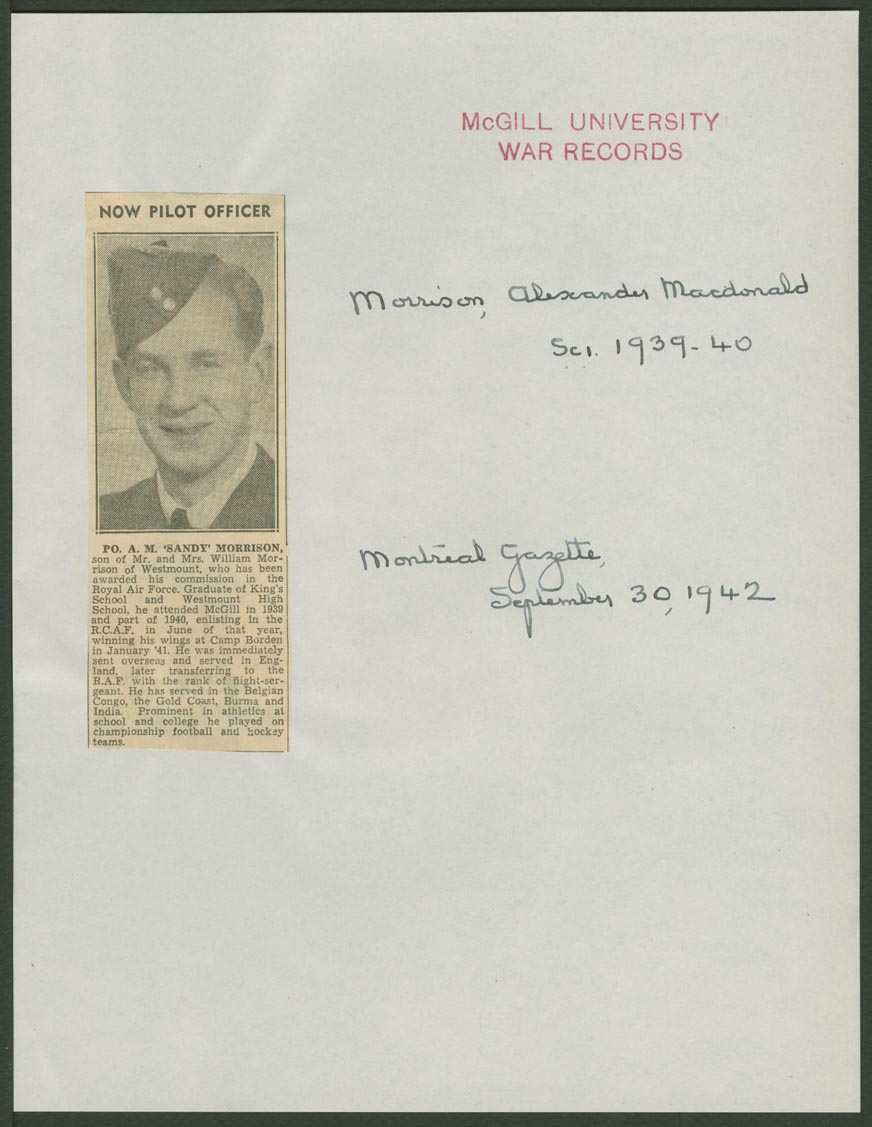 McGILL UNIVERSITY
WAR RECORDS
NOW PILOT OFFICER
Morrison, Alexander Macdonald
Sci. 1939-40
PO. A. M. 'SANDY' MORRISON,
son of Mr. and Mrs. William Mor-
rison of Westmount, who has been
awarded his commission in the
Royal Air Force. Graduate of King's
School and Westmount High
School, he attended McGill in 1939
and part of 1940, enlisting in the
R.C.A.F. in June of that year,
winning his wings at Camp Borden
in January '41. He was immediately
sent overseas and served in Eng-
land, later transferring to the
R.A.F. with the rank of flight-ser-
geant. He has served in the Belgian
Congo, the Gold Coast, Burma and
India. Prominent in athletics at
school and college he played on
championship football and hockey
teams.
Montreal Gazette,
September 30, 1942